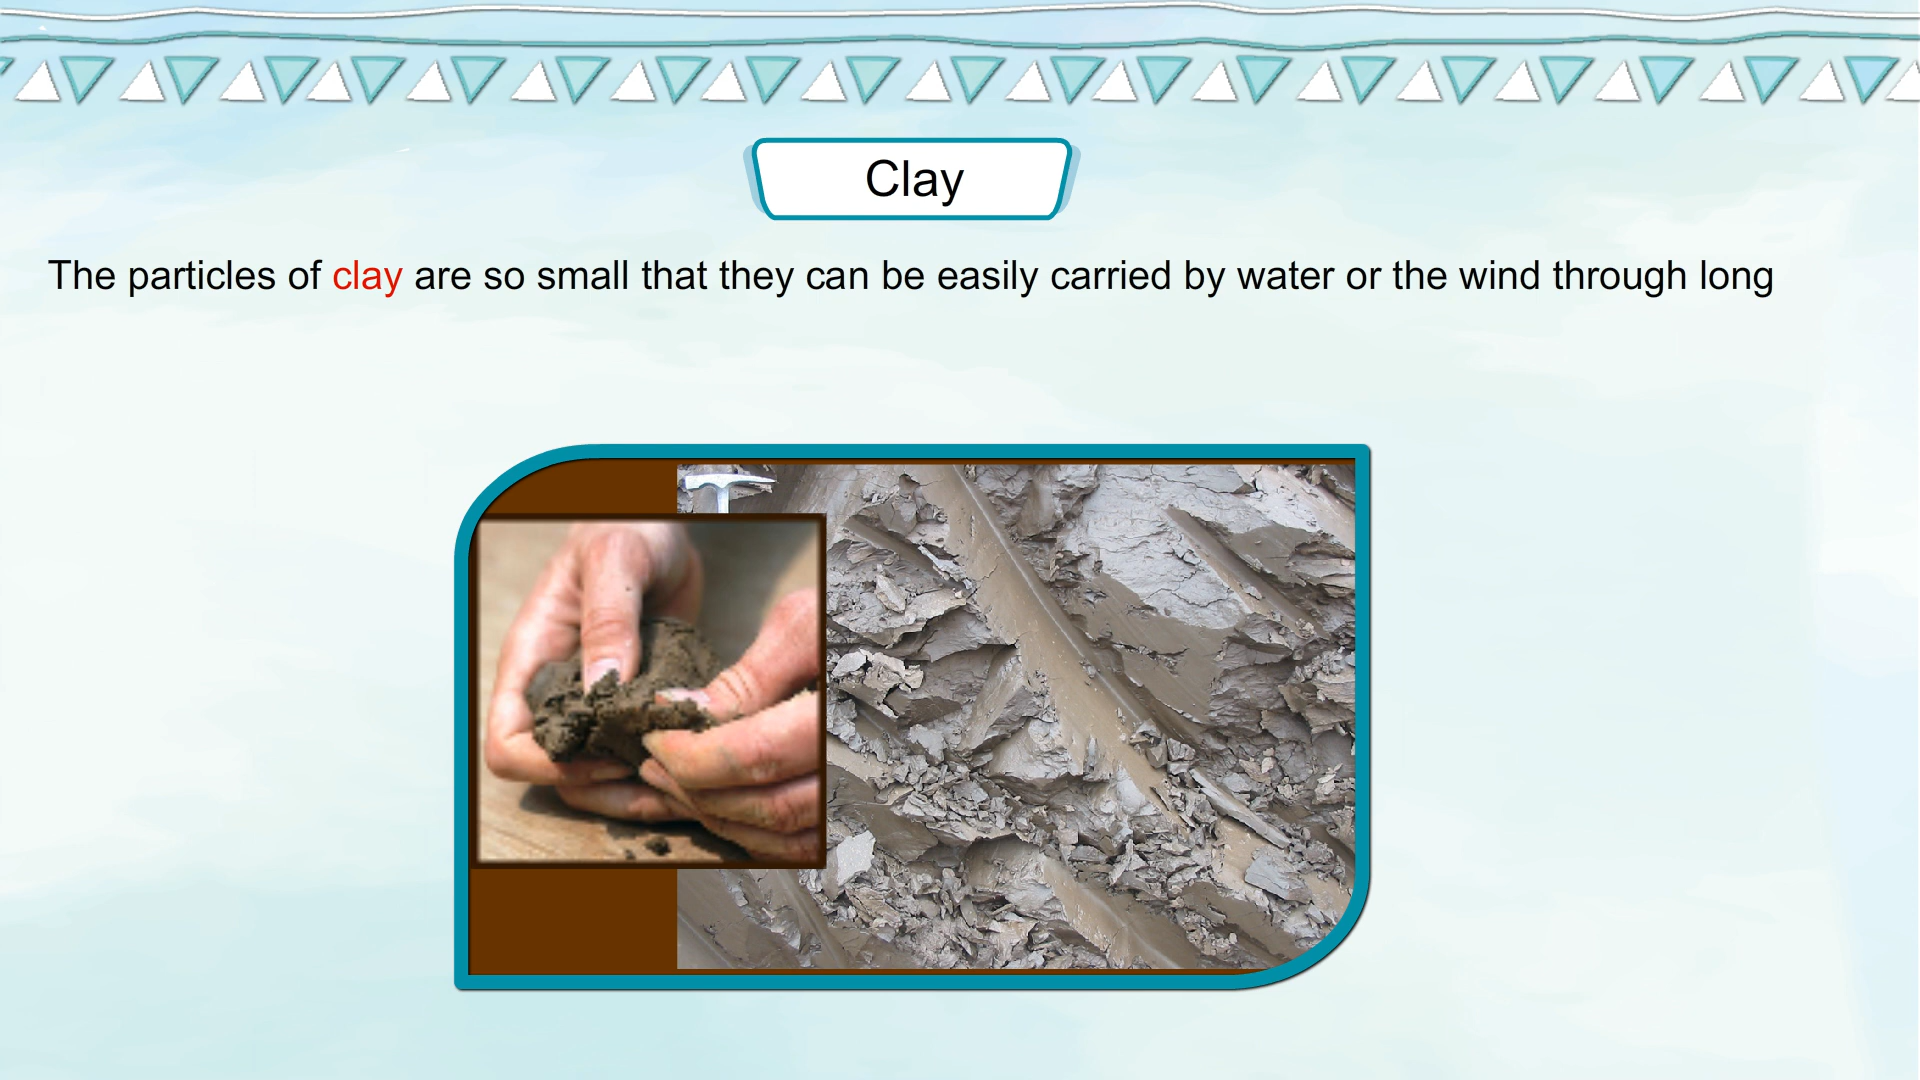 Clay
The particles of clay are so small that they can be easily carried by water or the wind through long